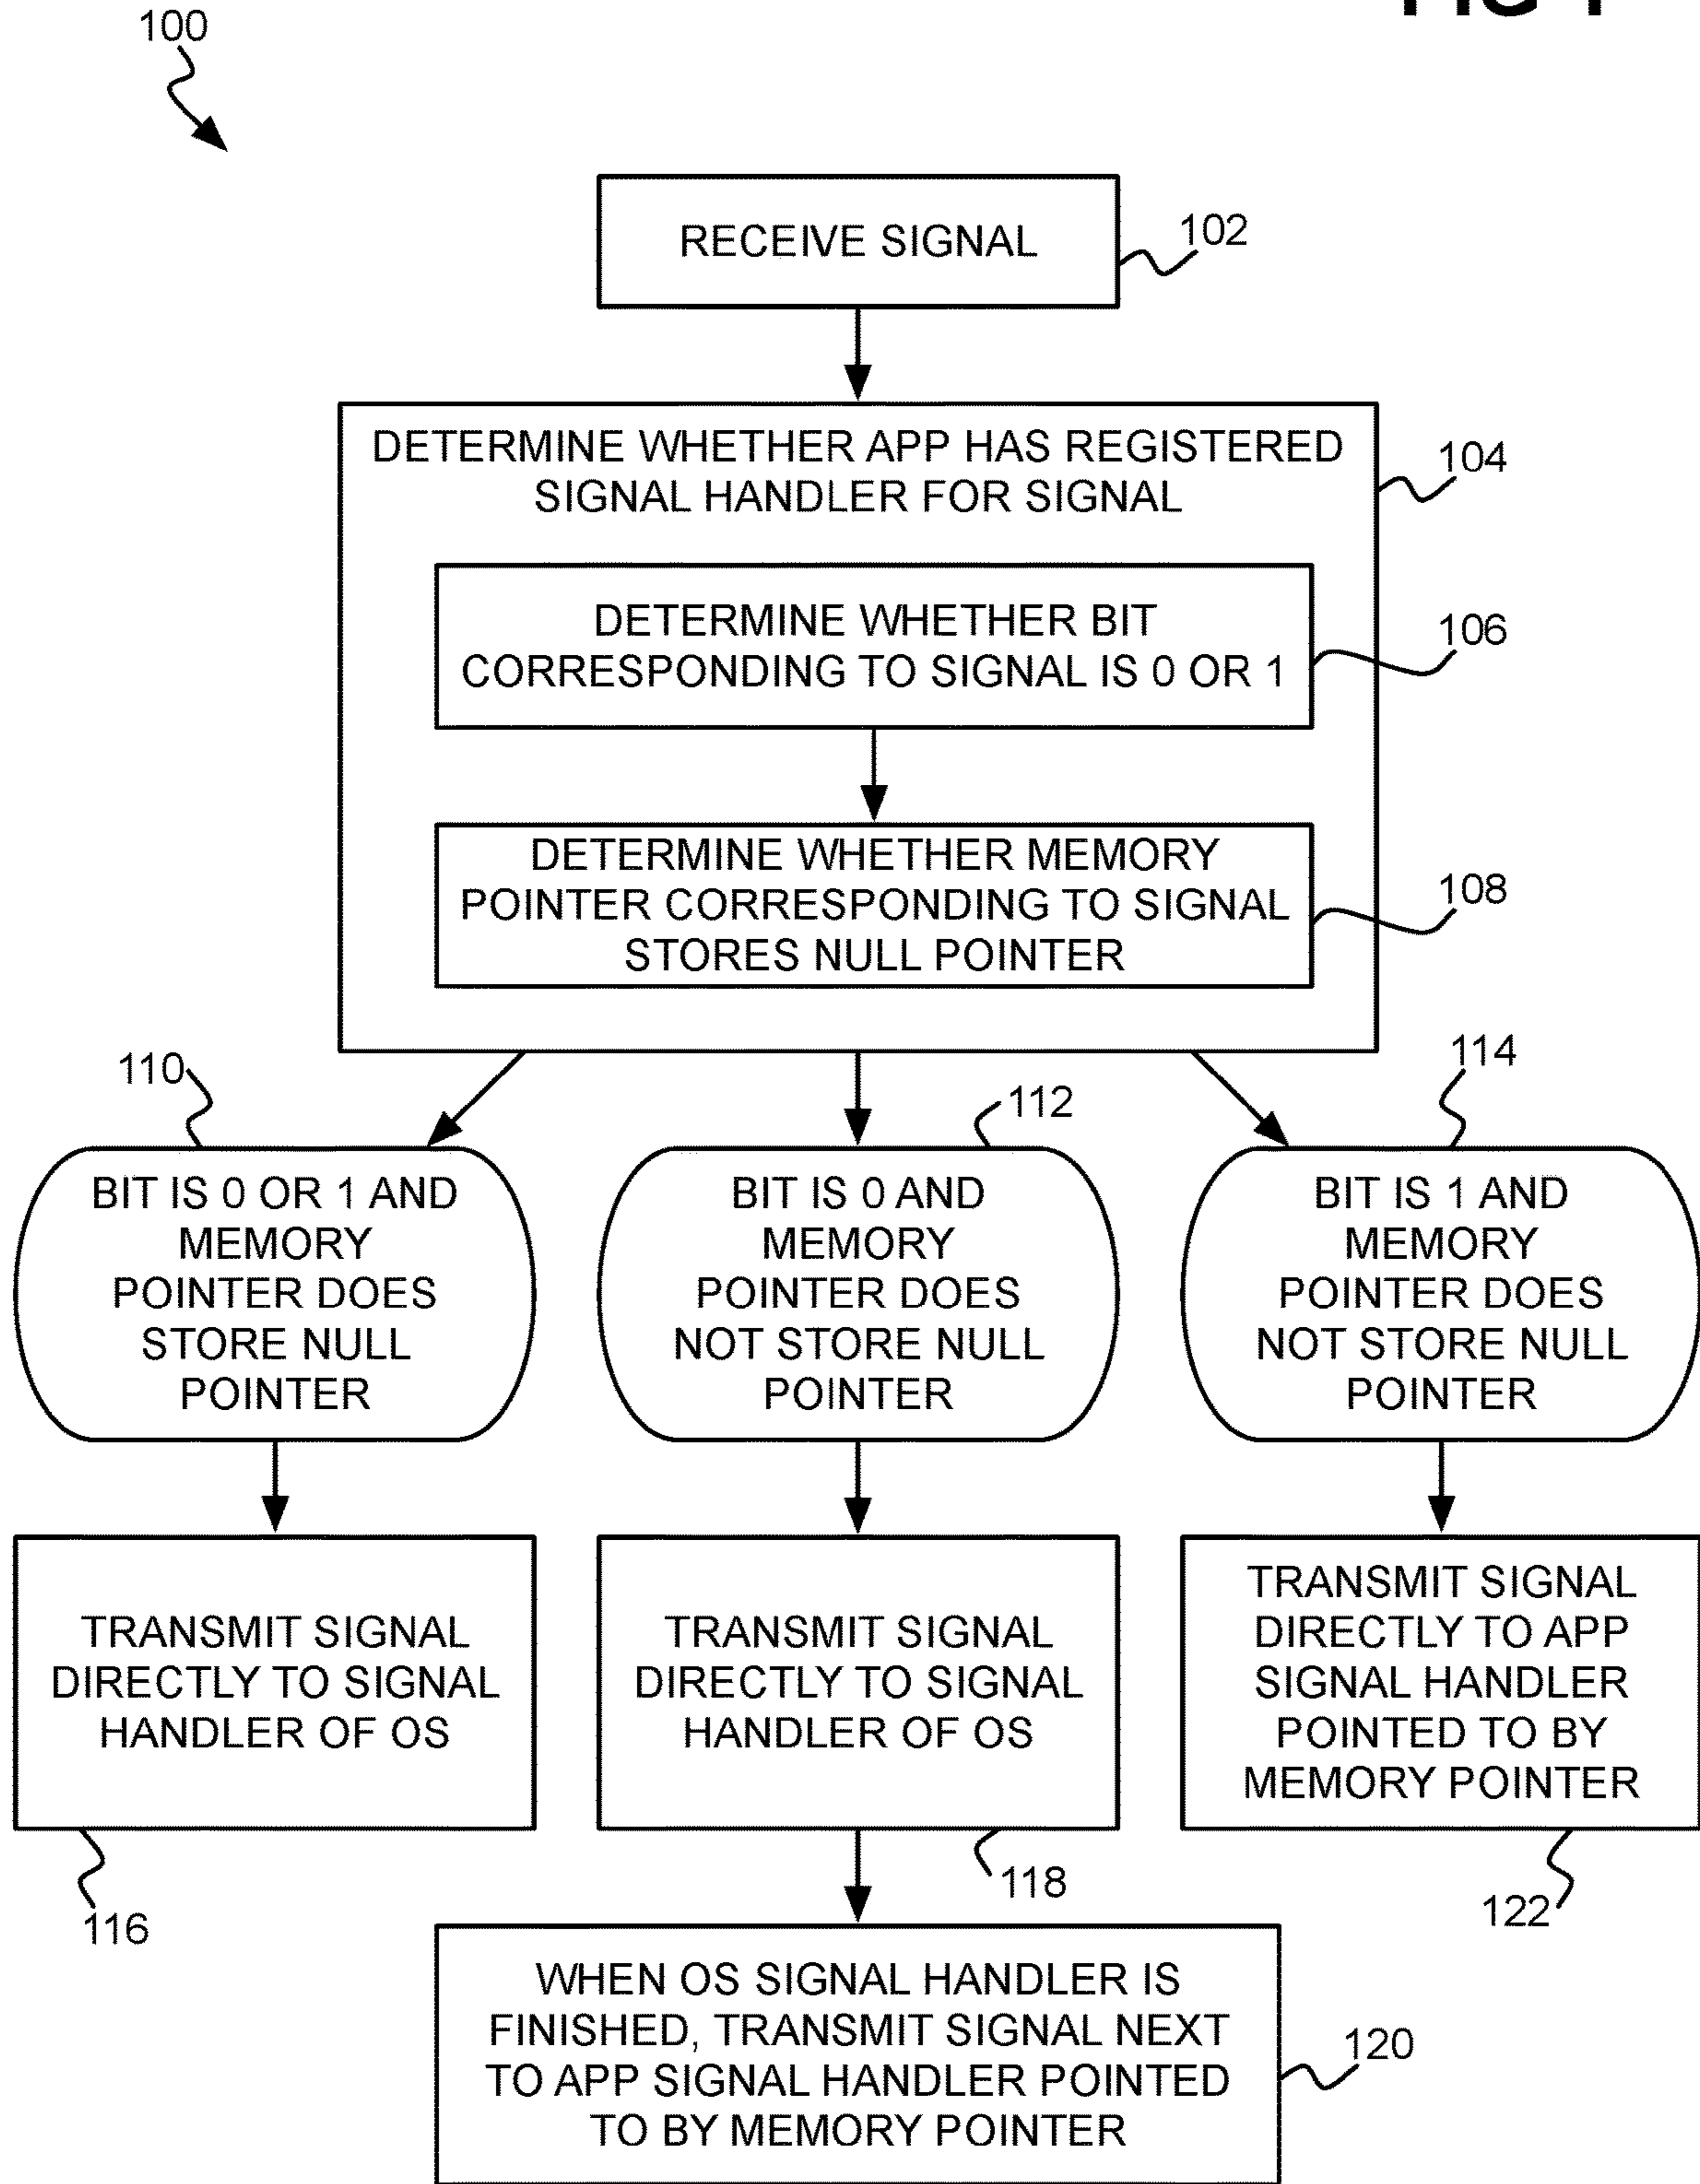 100
RECEIVE SIGNAL
102
DETERMINE WHETHER APP HAS REGISTERED
SIGNAL HANDLER FOR SIGNAL
104
DETERMINE WHETHER BIT
CORRESPONDING TO SIGNAL IS 0 OR 1
106
DETERMINE WHETHER MEMORY
POINTER CORRESPONDING TO SIGNAL
STORES NULL POINTER
108
110
112
114
BIT IS 0 OR 1 AND
MEMORY
POINTER DOES
STORE NULL
POINTER
BIT IS 0 AND
MEMORY
POINTER DOES
NOT STORE NULL
POINTER
BIT IS 1 AND
MEMORY
POINTER DOES
NOT STORE NULL
POINTER
TRANSMIT SIGNAL
DIRECTLY TO SIGNAL
HANDLER OF OS
TRANSMIT SIGNAL
DIRECTLY TO SIGNAL
HANDLER OF OS
TRANSMIT SIGNAL
DIRECTLY TO APP
SIGNAL HANDLER
POINTED TO BY
MEMORY POINTER
116
118
122
WHEN OS SIGNAL HANDLER IS
FINISHED, TRANSMIT SIGNAL NEXT
TO APP SIGNAL HANDLER POINTED
TO BY MEMORY POINTER
120